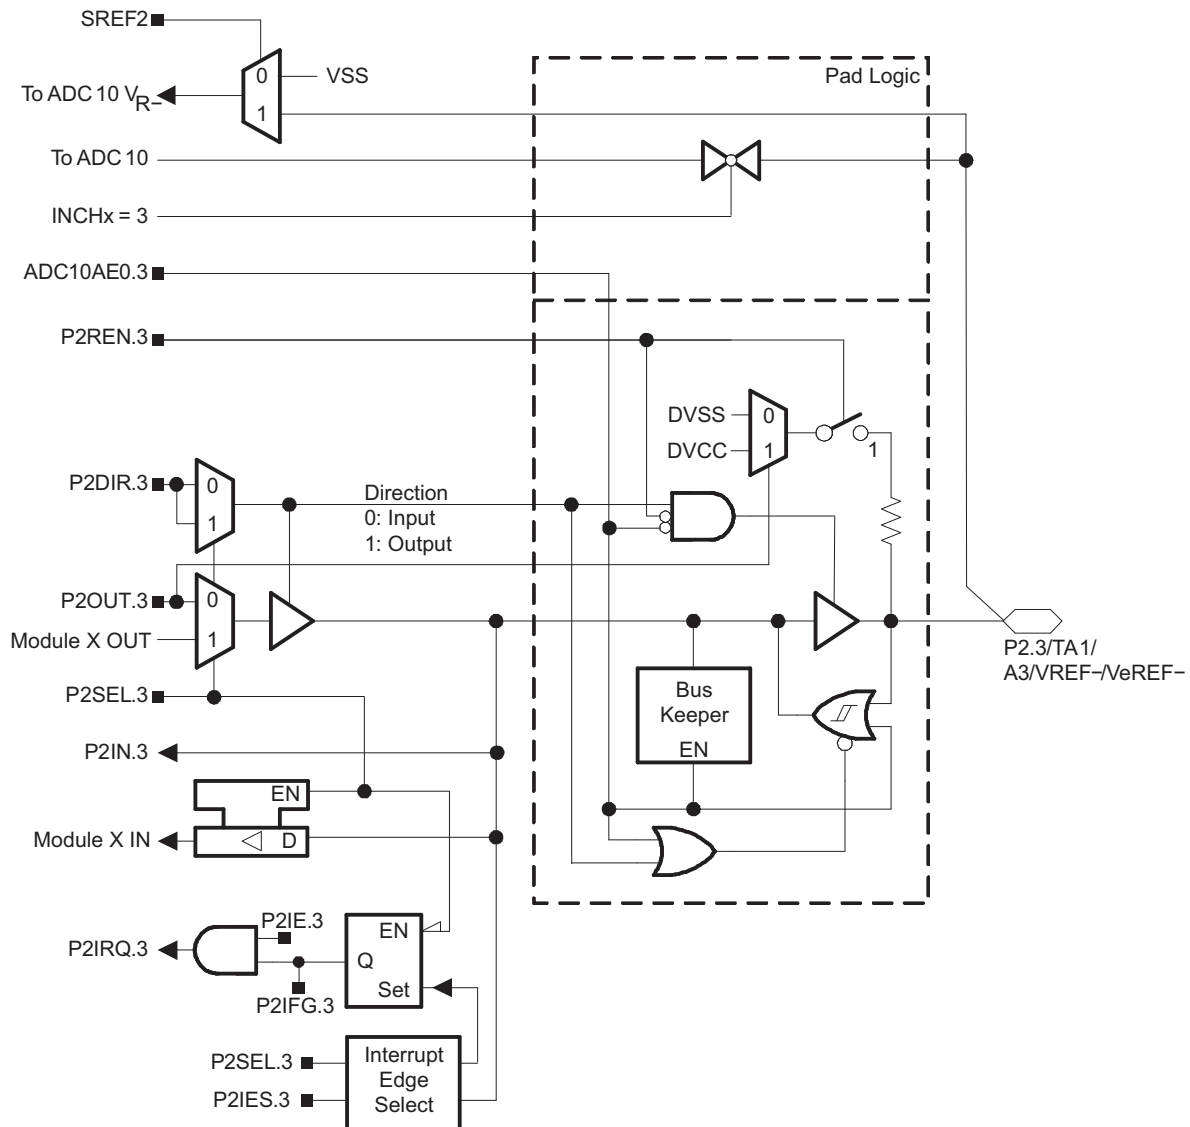 SREF2
0
VSS
To ADC 10 VR−
1
Pad Logic
To ADC 10
INCHx = 3
ADC10AE0.3
P2REN.3
DVSS
0
DVCC
1
1
P2DIR.3
0
1
Direction
0: Input
1: Output
P2OUT.3
0
Module X OUT
1
P2.3/TA1/
A3/VREF−/VeREF−
P2SEL.3
Bus
Keeper
EN
P2IN.3
EN
Module X IN
D
P2IE.3
EN
P2IRQ.3
Q
Set
P2IFG.3
P2SEL.3
P2IES.3
Interrupt
Edge
Select